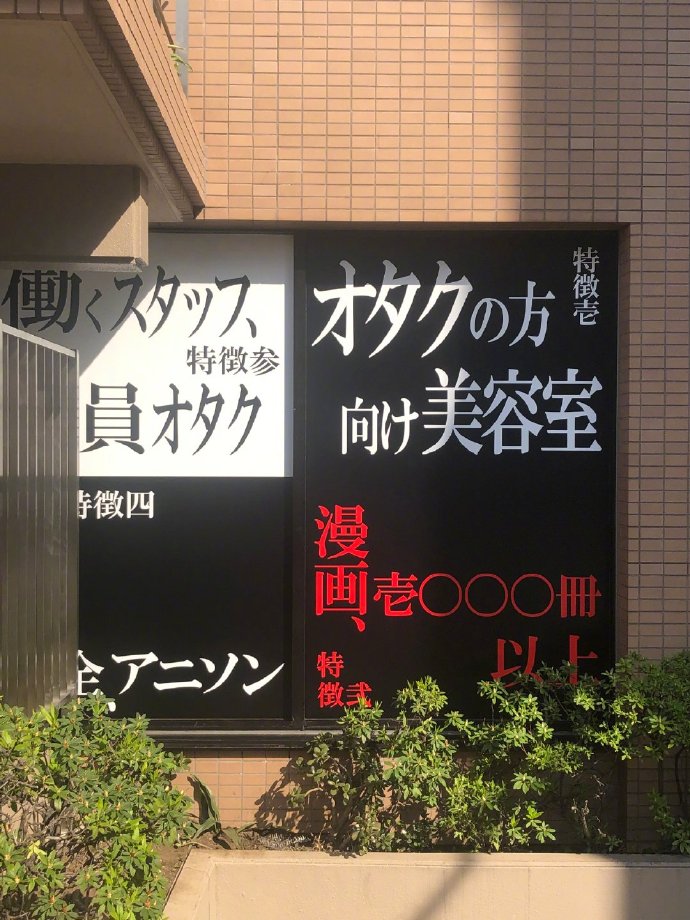 特徴壱
オタクの方
向け美容室
漫画、
壱〇〇〇冊
以上
特徴弐
働くスタッフ、
特徴参
員オタク
特徴四
全、アニソン